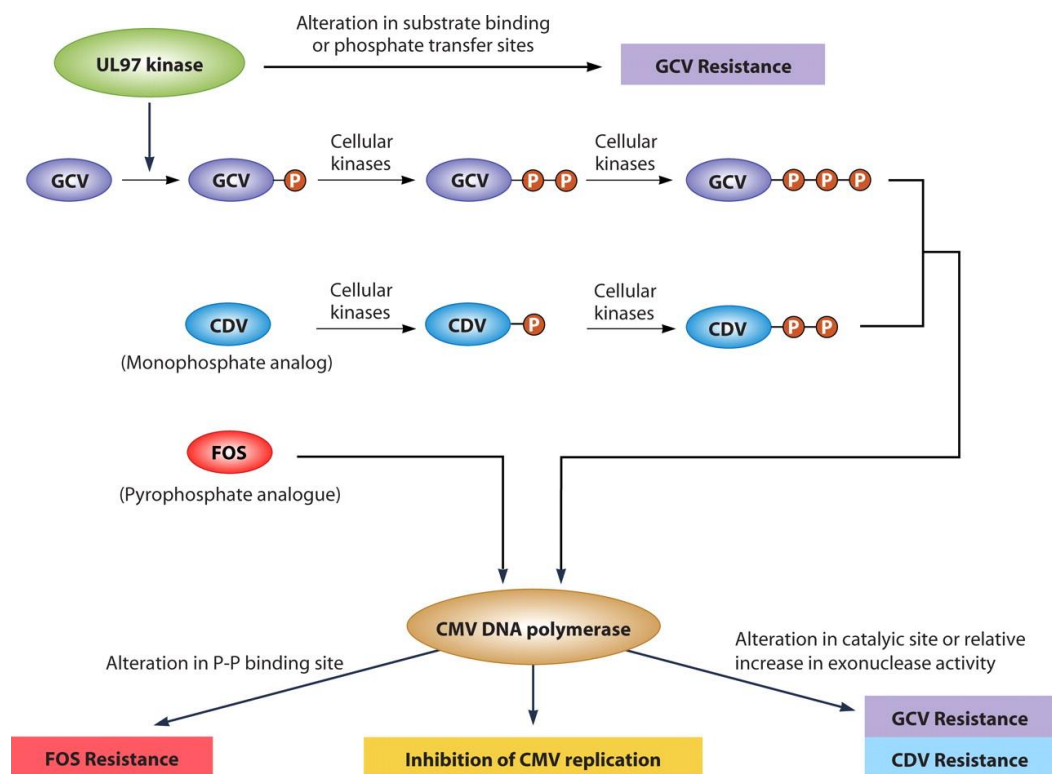 Alteration in substrate binding
or phosphate transfer sites
UL97 kinase
GCV Resistance
Cellular
kinases
Cellular
kinases
GCV
GCV P
GCV P P
GCV P P P
Cellular
kinases
Cellular
kinases
CDV
CDV P
CDV P P
(Monophosphate analog)
FOS
(Pyrophosphate analogue)
CMV DNA polymerase
Alteration in P-P binding site
Alteration in catalyic site or relative
increase in exonuclease activity
GCV Resistance
FOS Resistance
Inhibition of CMV replication
CDV Resistance